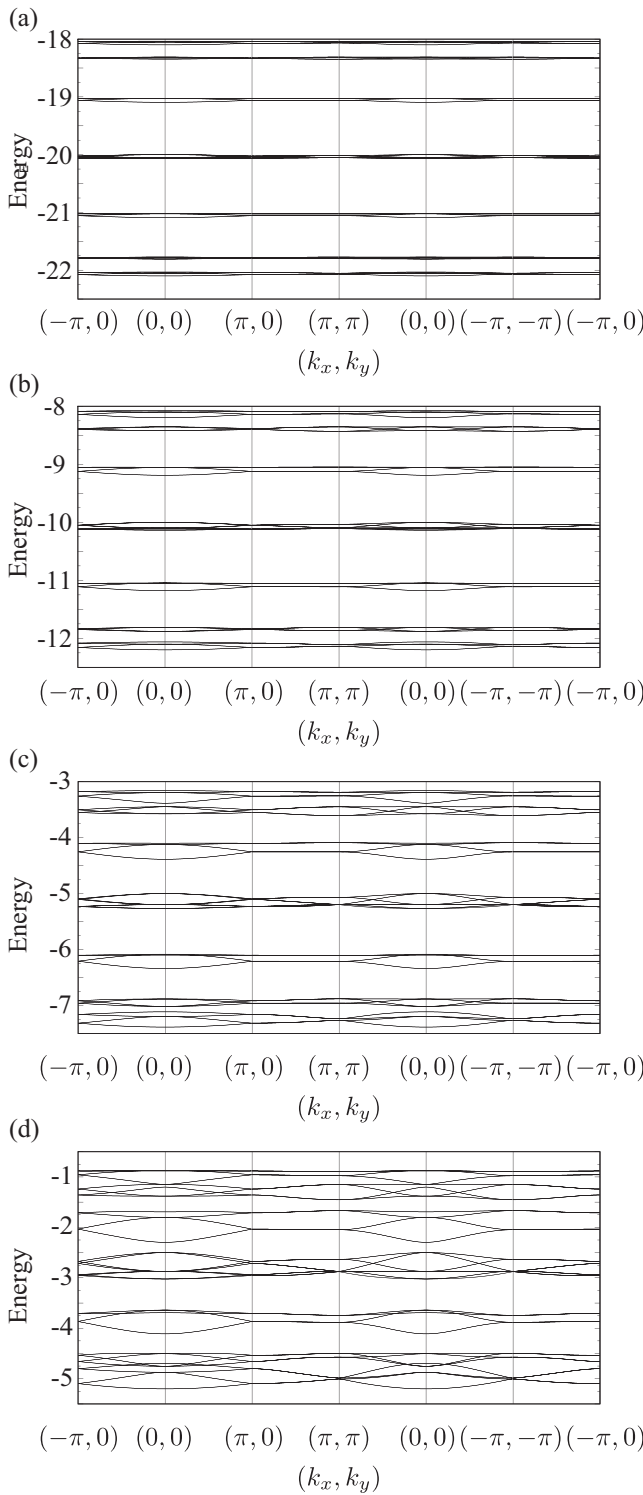 (a)
-18
-19
-20
-21
-22
Energy
(−π, 0) (0, 0) (π, 0) (π, π) (0, 0) (−π, −π) (−π, 0)
(kx, ky)
(b)
-8
-9
-10
-11
-12
Energy
(−π, 0) (0, 0) (π, 0) (π, π) (0, 0) (−π, −π) (−π, 0)
(kx, ky)
(c)
-3
-4
-5
-6
-7
Energy
(−π, 0) (0, 0) (π, 0) (π, π) (0, 0) (−π, −π) (−π, 0)
(kx, ky)
(d)
-1
-2
-3
-4
-5
Energy
(−π, 0) (0, 0) (π, 0) (π, π) (0, 0) (−π, −π) (−π, 0)
(kx, ky)